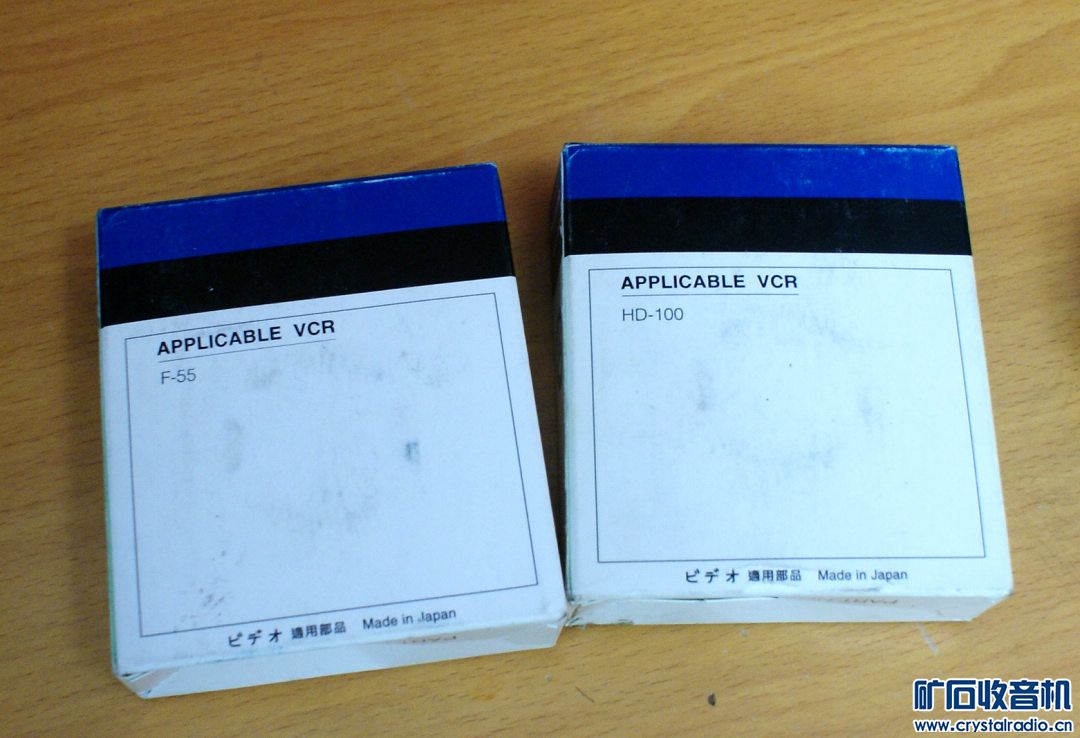 APPLICABLE VCR
F-55
ビデオ 適用部品 Made in Japan
APPLICABLE VCR
HD-100
ビデオ 適用部品 Made in Japan
PART
矿石收音机
www.crystalradio.cn